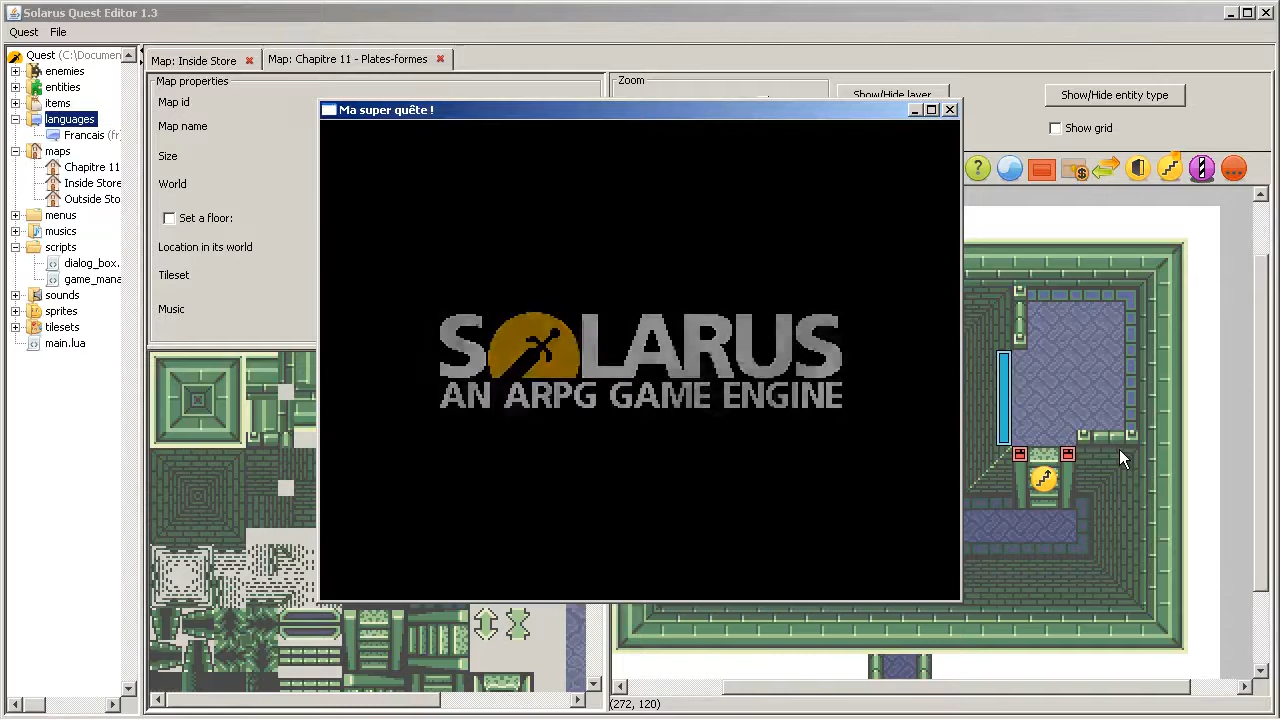 Solarus Quest Editor 1.3
Quest File
Quest (C:\Documen
enemies
entities
items
languages
Francais (fr)
maps
Chapitre 11
Inside Store
Outside Sto
menus
musics
scripts
dialog_box.
game_mana
sounds
sprites
tilesets
main.lua
Map: Inside Store
Map: Chapitre 11 - Plates-formes
Map properties
Map id
Map name
Size
World
Set a floor:
Location in its world
Tileset
Music
Zoom
Show/Hide layer
Show/Hide entity type
Show grid
Ma super quête !
SOLARUS
AN ARPG GAME ENGINE
(272, 120)